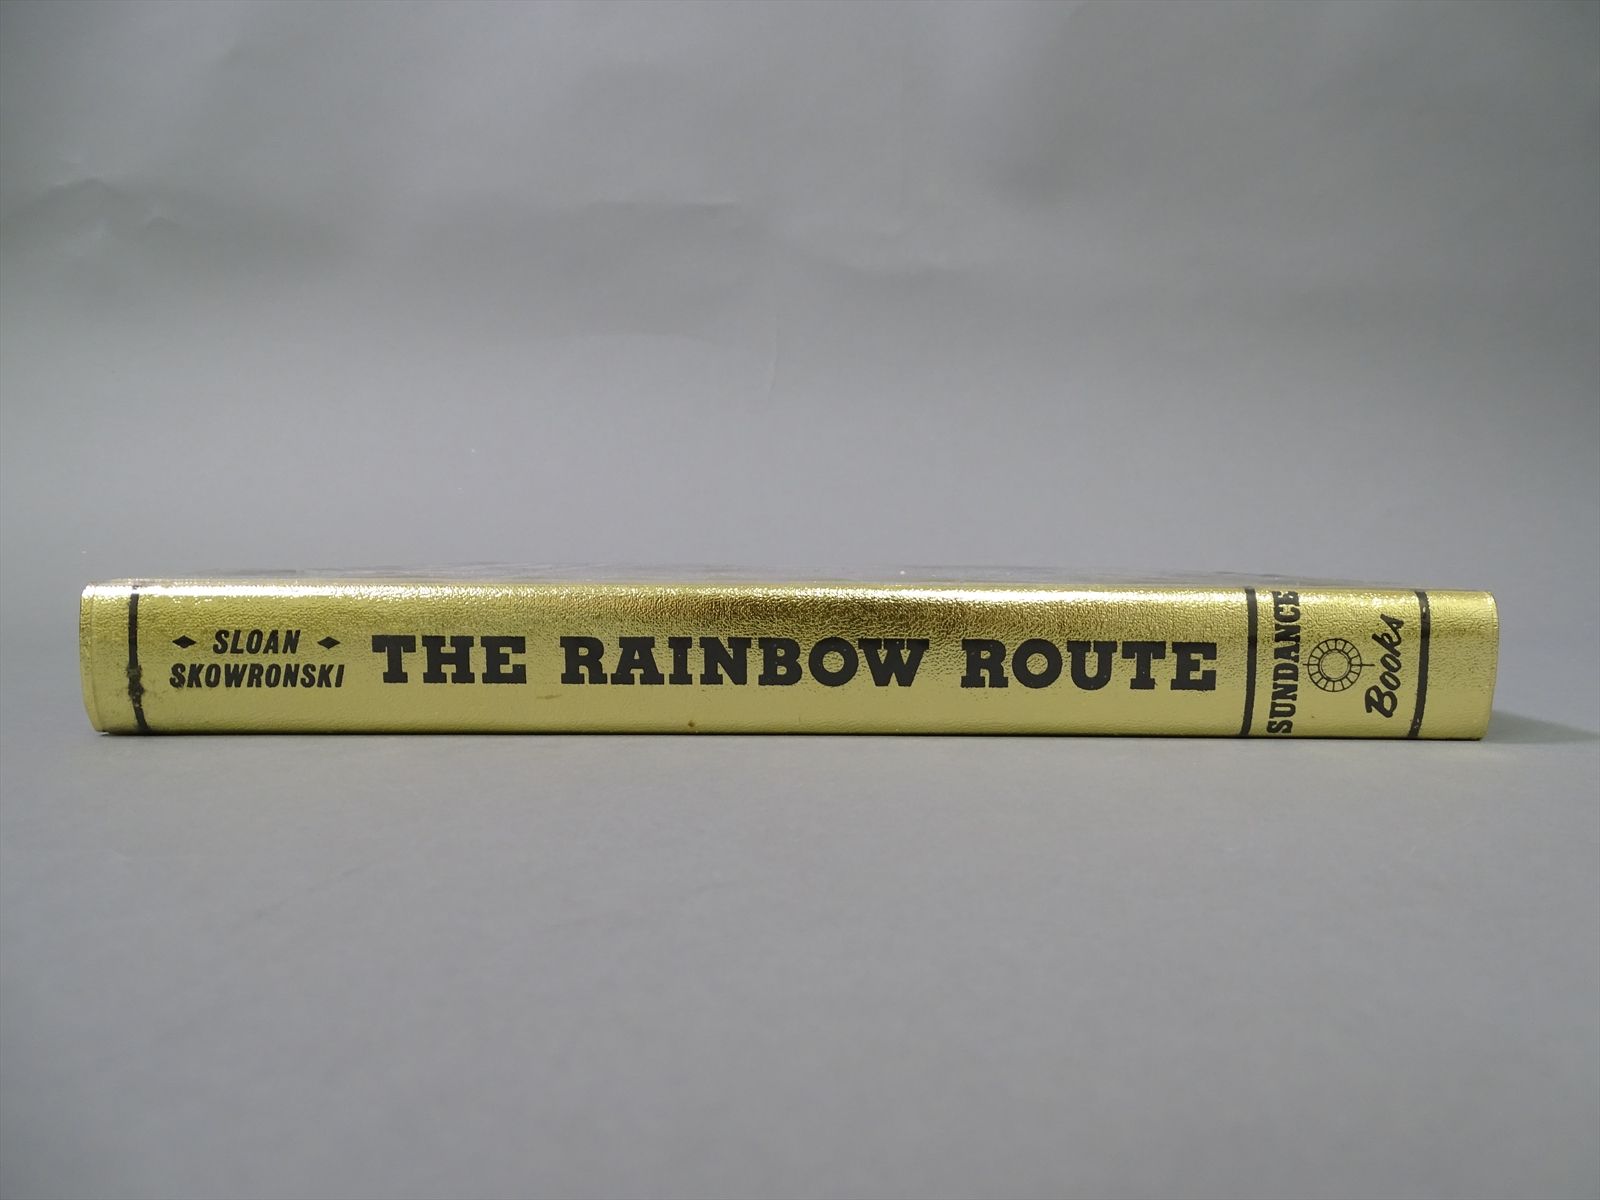 SLOAN
SKOWRONSKI
THE RAINBOW ROUTE
SUNDANCE
Books